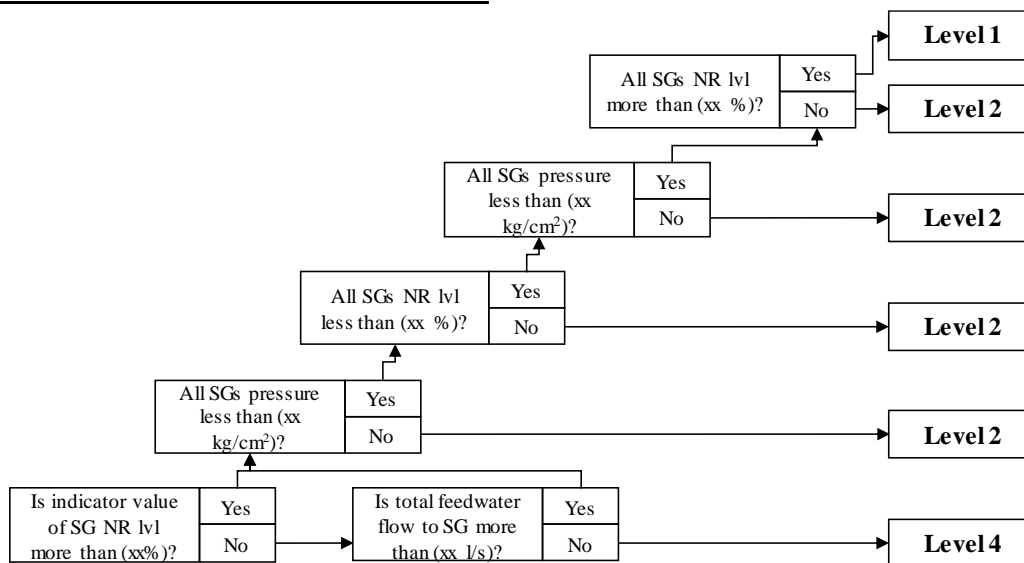 Level 1
All SGs NR lvl
more than (xx %)?
Yes
No
Level 2
All SGs pressure
less than (xx
kg/cm²)?
Yes
No
Level 2
All SGs NR lvl
less than (xx %)?
Yes
No
Level 2
All SGs pressure
less than (xx
kg/cm²)?
Yes
No
Level 2
Is indicator value
of SG NR lvl
more than (xx%)?
Yes
No
Is total feedwater
flow to SG more
than (xx l/s)?
Yes
No
Level 4